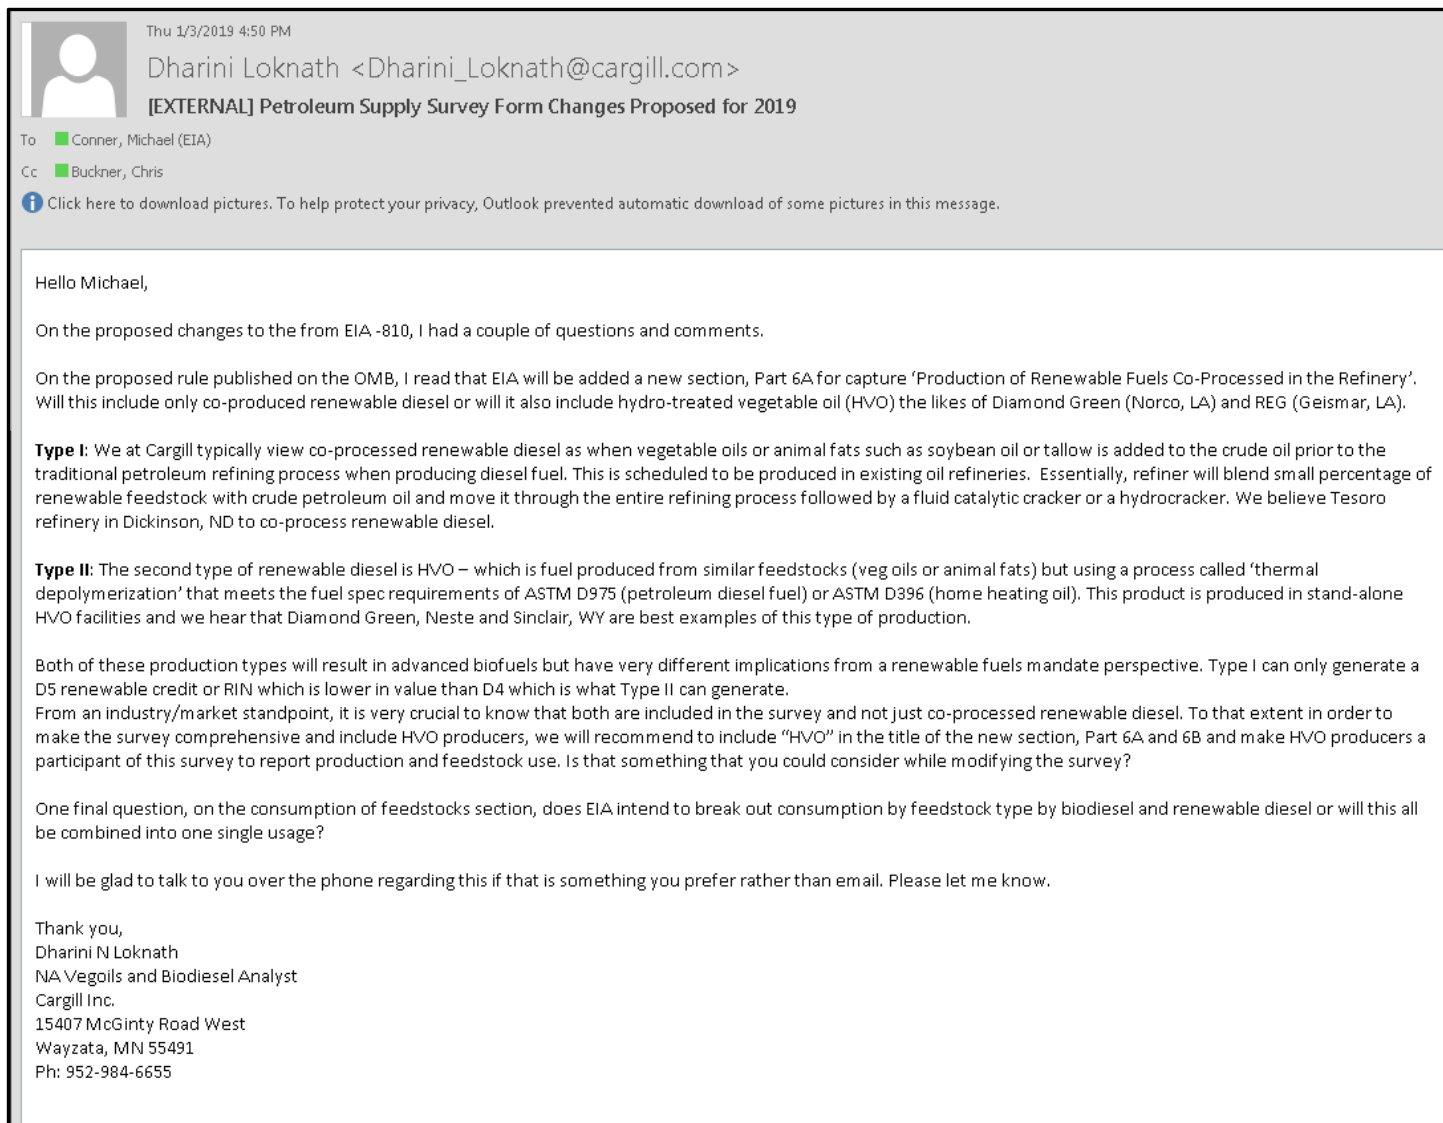 Thu 1/3/2019 4:50 PM
Dharini Loknath <Dharini_Loknath@cargill.com>
[EXTERNAL] Petroleum Supply Survey Form Changes Proposed for 2019
To Conner, Michael (EIA)
Cc Buckner, Chris
Click here to download pictures. To help protect your privacy, Outlook prevented automatic download of some pictures in this message.
Hello Michael,
On the proposed changes to the from EIA -810, I had a couple of questions and comments.
On the proposed rule published on the OMB, I read that EIA will be added a new section, Part 6A for capture ‘Production of Renewable Fuels Co-Processed in the Refinery’.
Will this include only co-produced renewable diesel or will it also include hydro-treated vegetable oil (HVO) the likes of Diamond Green (Norco, LA) and REG (Geismar, LA).
Type I: We at Cargill typically view co-processed renewable diesel as when vegetable oils or animal fats such as soybean oil or tallow is added to the crude oil prior to the
traditional petroleum refining process when producing diesel fuel. This is scheduled to be produced in existing oil refineries. Essentially, refiner will blend small percentage of
renewable feedstock with crude petroleum oil and move it through the entire refining process followed by a fluid catalytic cracker or a hydrocracker. We believe Tesoro
refinery in Dickinson, ND to co-process renewable diesel.
Type II: The second type of renewable diesel is HVO – which is fuel produced from similar feedstocks (veg oils or animal fats) but using a process called ‘thermal
depolymerization’ that meets the fuel spec requirements of ASTM D975 (petroleum diesel fuel) or ASTM D396 (home heating oil). This product is produced in stand-alone
HVO facilities and we hear that Diamond Green, Neste and Sinclair, WY are best examples of this type of production.
Both of these production types will result in advanced biofuels but have very different implications from a renewable fuels mandate perspective. Type I can only generate a
D5 renewable credit or RIN which is lower in value than D4 which is what Type II can generate.
From an industry/market standpoint, it is very crucial to know that both are included in the survey and not just co-processed renewable diesel. To that extent in order to
make the survey comprehensive and include HVO producers, we will recommend to include “HVO” in the title of the new section, Part 6A and 6B and make HVO producers a
participant of this survey to report production and feedstock use. Is that something that you could consider while modifying the survey?
One final question, on the consumption of feedstocks section, does EIA intend to break out consumption by feedstock type by biodiesel and renewable diesel or will this all
be combined into one single usage?
I will be glad to talk to you over the phone regarding this if that is something you prefer rather than email. Please let me know.
Thank you,
Dharini N Loknath
NA Vegoils and Biodiesel Analyst
Cargill Inc.
15407 McGinty Road West
Wayzata, MN 55491
Ph: 952-984-6655